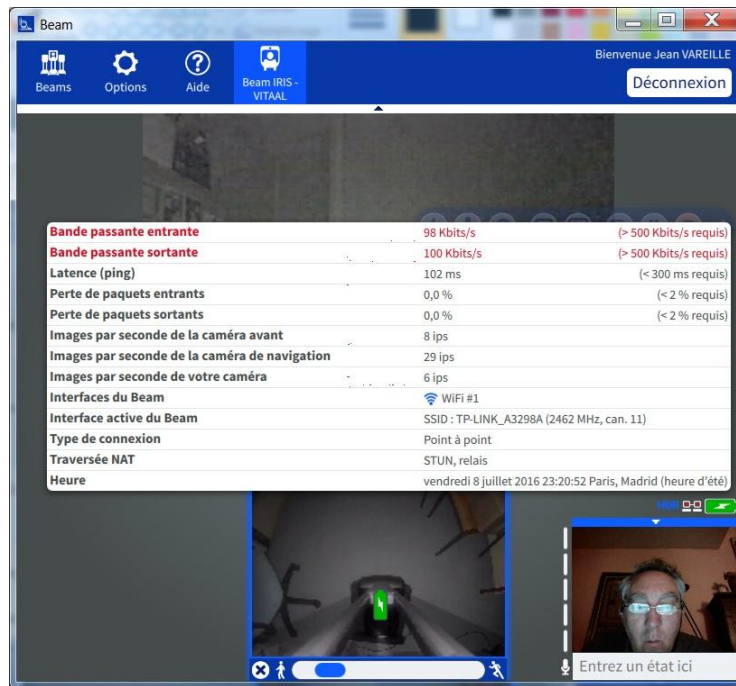 Beam
Bienvenue Jean VAREILLE
Beams
Options
Aide
Beam IRIS - VITAAL
Déconnexion
Bande passante entrante 98 Kbits/s (> 500 Kbits/s requis)
Bande passante sortante 100 Kbits/s (> 500 Kbits/s requis)
Latence (ping) 102 ms (< 300 ms requis)
Perte de paquets entrants 0,0 % (< 2 % requis)
Perte de paquets sortants 0,0 % (< 2 % requis)
Images par seconde de la caméra avant 8 ips
Images par seconde de la caméra de navigation 29 ips
Images par seconde de votre caméra 6 ips
Interfaces du Beam WiFi #1
Interface active du Beam SSID : TP-LINK_A3298A (2462 MHz, can. 11)
Type de connexion Point à point
Traversée NAT STUN, relais
Heure vendredi 8 juillet 2016 23:20:52 Paris, Madrid (heure d'été)
HDR
Entrez un état ici